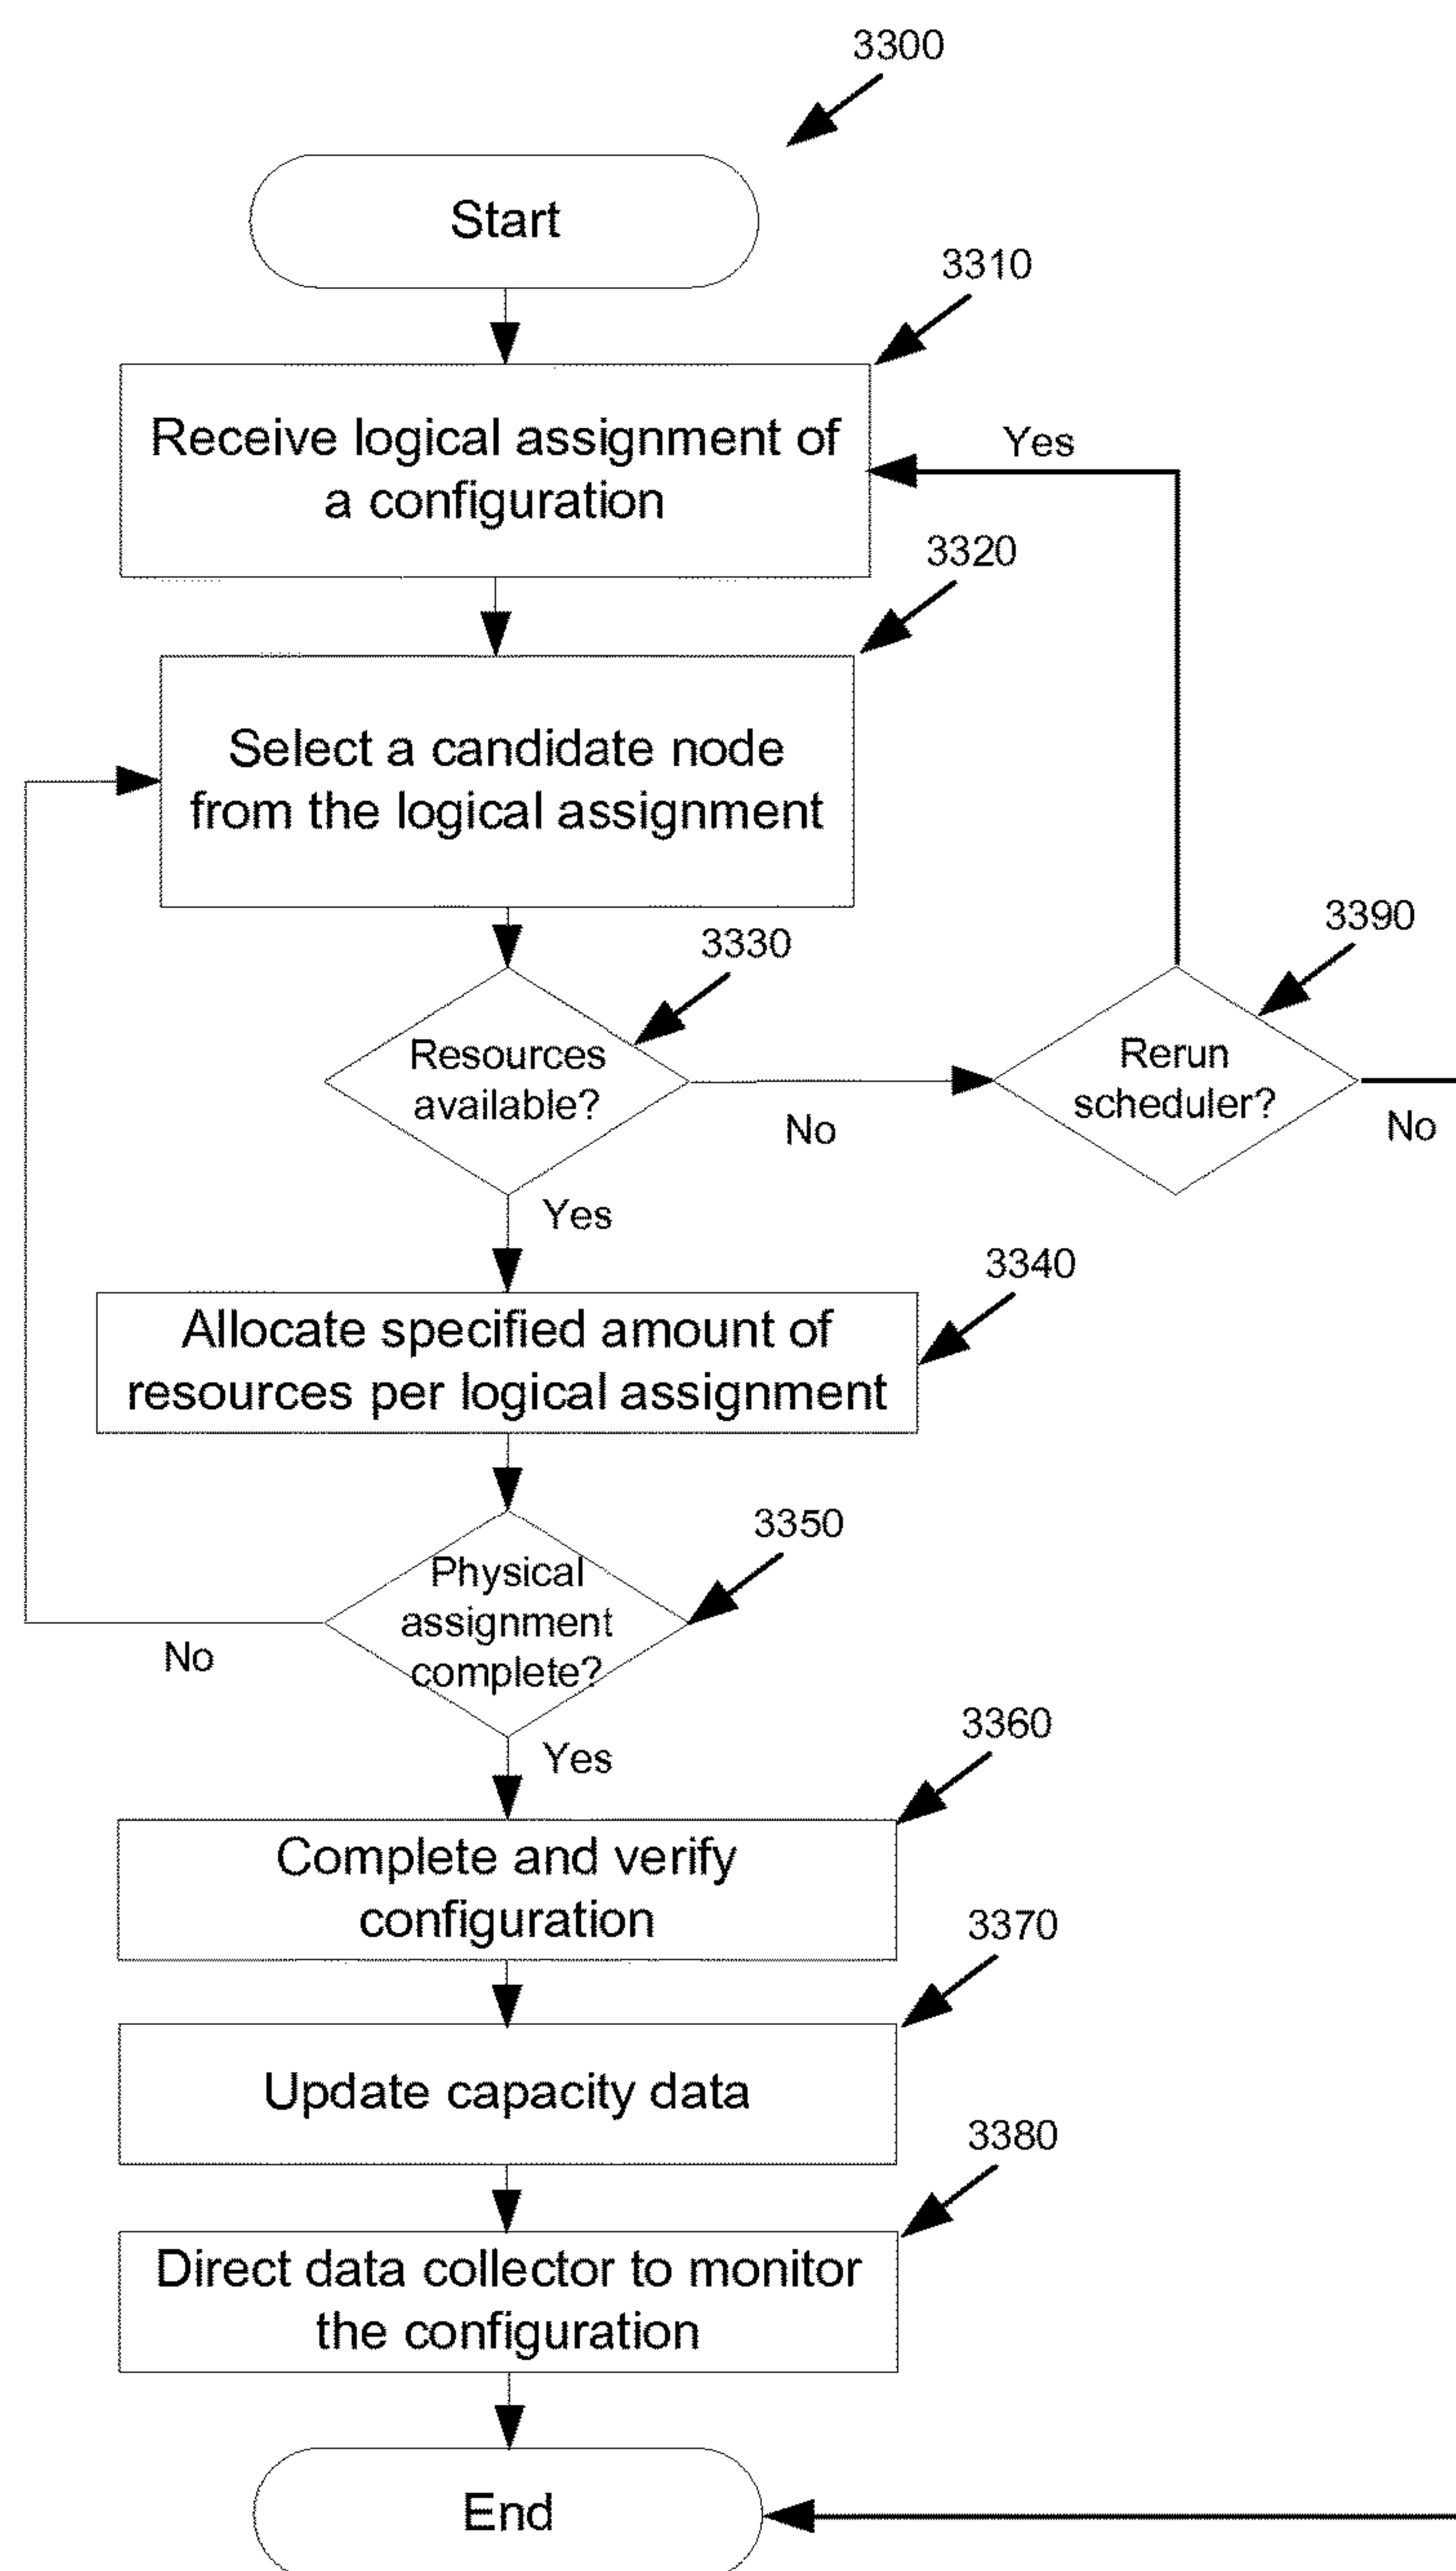 3300
Start
3310
Receive logical assignment of
a configuration
Yes
3320
Select a candidate node
from the logical assignment
3330
3390
Resources
available?
No
Rerun
scheduler?
No
Yes
3340
Allocate specified amount of
resources per logical assignment
3350
Physical
assignment
complete?
No
Yes
3360
Complete and verify
configuration
3370
Update capacity data
3380
Direct data collector to monitor
the configuration
End